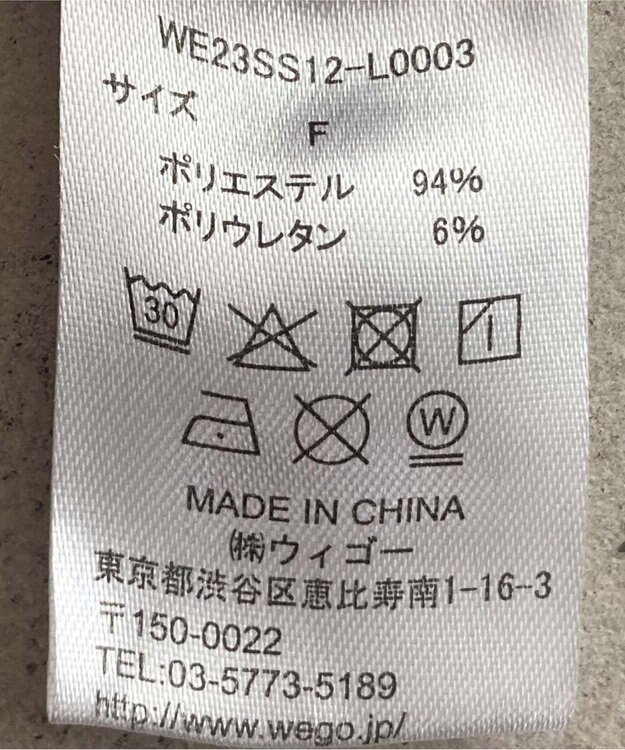 WE23SS12-L0003
サイズ
F
ポリエステル 94%
ポリウレタン 6%
30
W
MADE IN CHINA
㈱ウィゴー
東京都渋谷区恵比寿南1-16-3
〒150-0022
TEL:03-5773-5189
http://www.wego.jp/